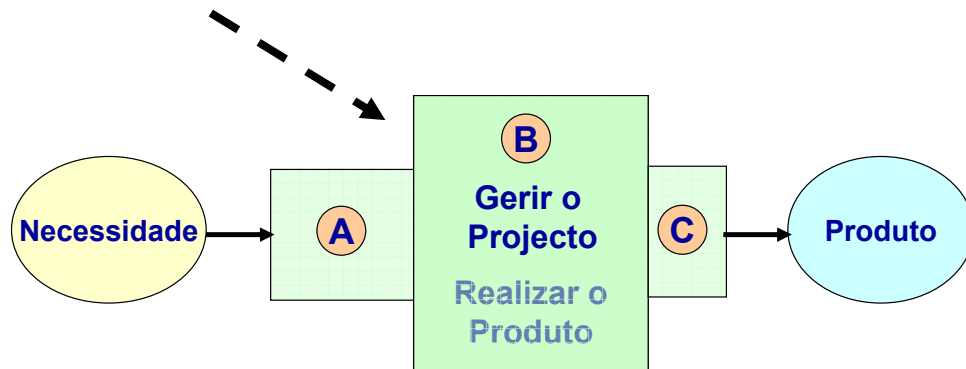 B
Gerir o
Projecto
Necessidade
A
C
Produto
Realizar o
Produto